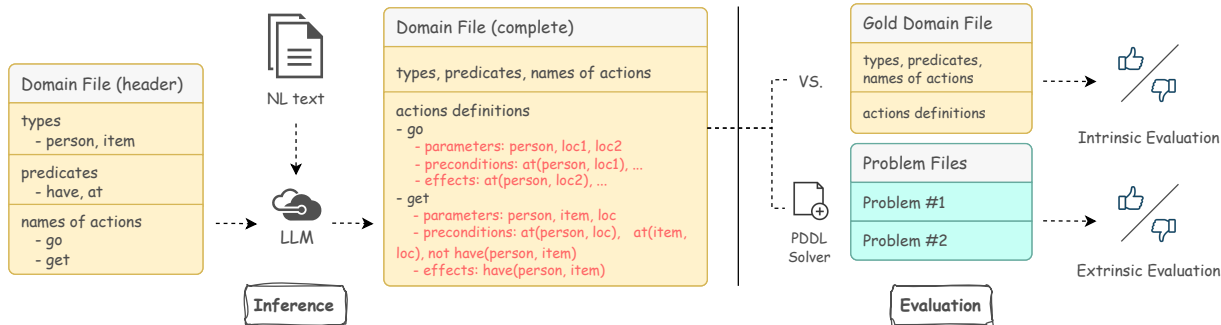 Domain File (header)
types
- person, item
predicates
- have, at
names of actions
- go
- get
NL text
LLM
Domain File (complete)
types, predicates, names of actions
actions definitions
- go
- parameters: person, loc1, loc2
- preconditions: at(person, loc1), ...
- effects: at(person, loc2), ...
- get
- parameters: person, item, loc
- preconditions: at(person, loc), at(item,
loc), not have(person, item)
- effects: have(person, item)
Inference
VS.
PDDL
Solver
Gold Domain File
types, predicates,
names of actions
actions definitions
Problem Files
Problem #1
Problem #2
Intrinsic Evaluation
Extrinsic Evaluation
Evaluation